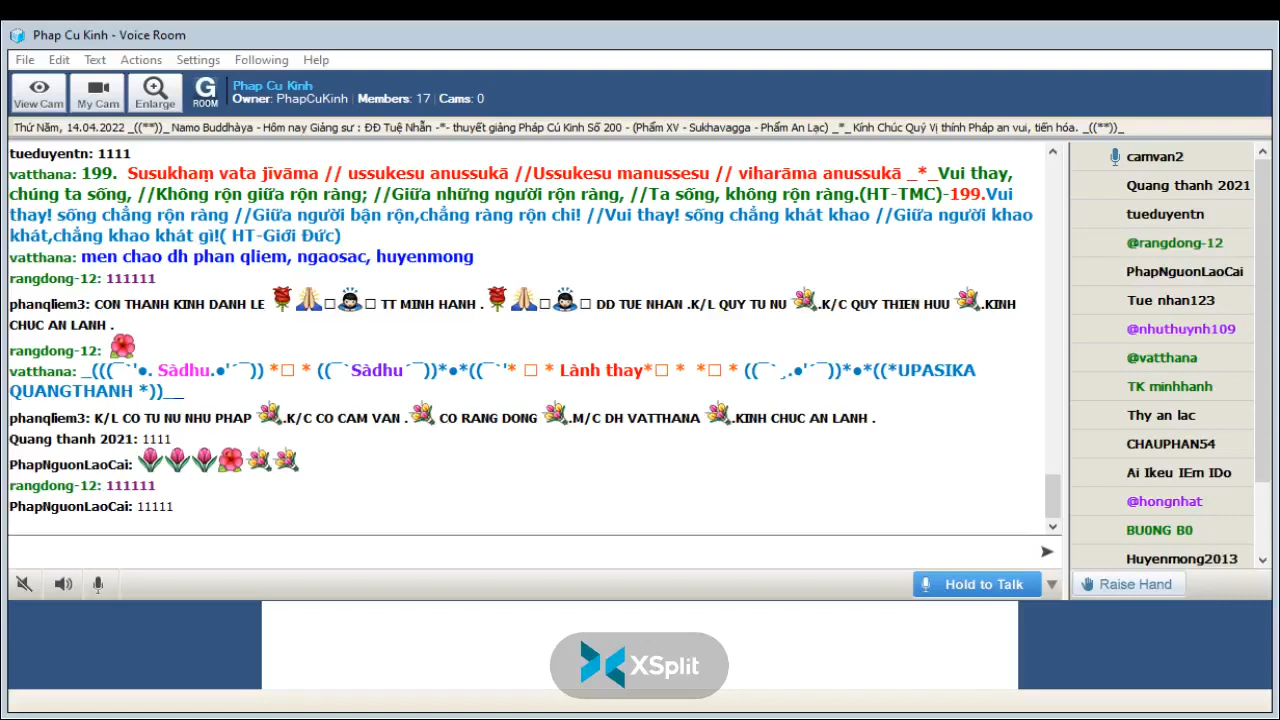 Phap Cu Kinh - Voice Room
File Edit Text Actions Settings Following Help
View Cam My Cam Enlarge G ROOM
Phap Cu Kinh
Owner: PhapCuKinh Members: 17 Cams: 0
Thứ Năm, 14.04.2022 _((**))_ Namo Buddhàya - Hôm nay Giảng sư : ĐĐ Tuệ Nhẫn -*- thuyết giảng Pháp Cú Kinh Số 200 - (Phẩm XV - Sukhavagga - Phẩm An Lạc) _*_ Kính Chúc Quý Vị thính Pháp an vui, tiến hóa. _((**))_
tueduyentn: 1111
vatthana: 199. Susukhaṃ vata jīvāma // ussukesu anussukā //Ussukesu manussesu // viharāma anussukā _*_Vui thay,
chúng ta sống, //Không rộn giữa rộn ràng; //Giữa những người rộn ràng, //Ta sống, không rộn ràng.(HT-TMC)-199.Vui
thay! sống chẳng rộn ràng //Giữa người bận rộn,chẳng ràng rộn chi! //Vui thay! sống chẳng khát khao //Giữa người khao
khát,chẳng khao khát gì!( HT-Giới Đức)
vatthana: men chao dh phan qliem, ngaosac, huyenmong
rangdong-12: 111111
phanqliem3: CON THANH KINH DANH LE 🌹🙏🏼□🙇□ TT MINH HANH . 🌹🙏🏼□🙇□ DD TUE NHAN .K/L QUY TU NU 💐.K/C QUY THIEN HUU 💐.KINH
CHUC AN LANH .
rangdong-12: 🌺
vatthana: _(((¯`'●. Sàdhu.●'´¯)) *□ * ((¯`Sàdhu´¯))*●*((¯`'* □ * Lành thay*□ * *□ * ((¯`¸.●'´¯))*●*((*UPASIKA
QUANGTHANH *))__
phanqliem3: K/L CO TU NU NHU PHAP 💐.K/C CO CAM VAN .💐 CO RANG DONG 💐.M/C DH VATTHANA 💐.KINH CHUC AN LANH .
Quang thanh 2021: 1111
PhapNguonLaoCai: 🌷🌷🌷🌺💐💐
rangdong-12: 111111
PhapNguonLaoCai: 11111
camvan2
Quang thanh 2021
tueduyentn
@rangdong-12
PhapNguonLaoCai
Tue nhan123
@nhuthuynh109
@vatthana
TK minhhanh
Thy an lac
CHAUPHAN54
Ai Ikeu IEm IDo
@hongnhat
BU0NG B0
Huyenmong2013
Hold to Talk
Raise Hand
XSplit